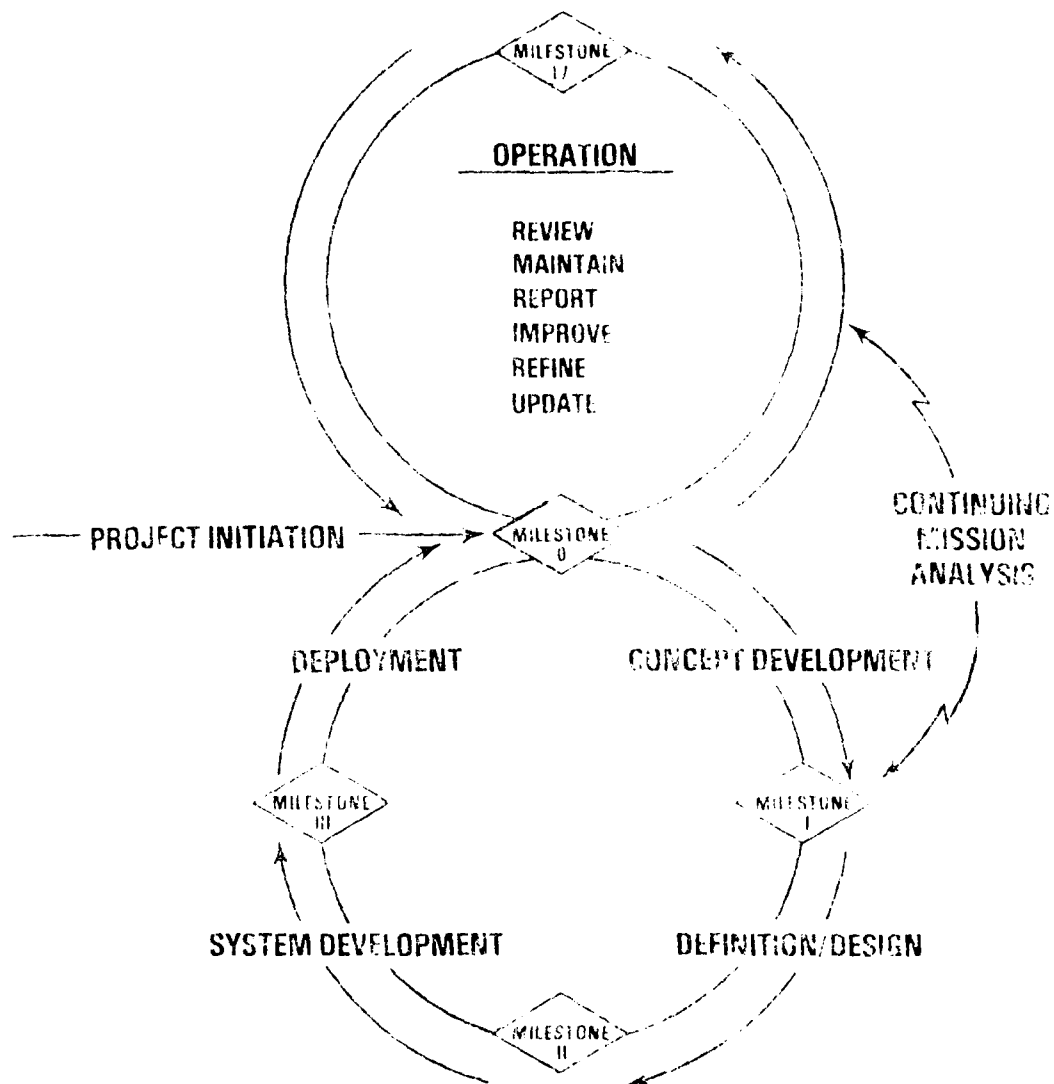 MILESTONE
IV
OPERATION
REVIEW
MAINTAIN
REPORT
IMPROVE
REFINE
UPDATE
CONTINUING
MISSION
ANALYSIS
PROJECT INITIATION
MILESTONE
0
DEPLOYMENT
CONCEPT DEVELOPMENT
MILESTONE
III
MILESTONE
I
SYSTEM DEVELOPMENT
DEFINITION/DESIGN
MILESTONE
II